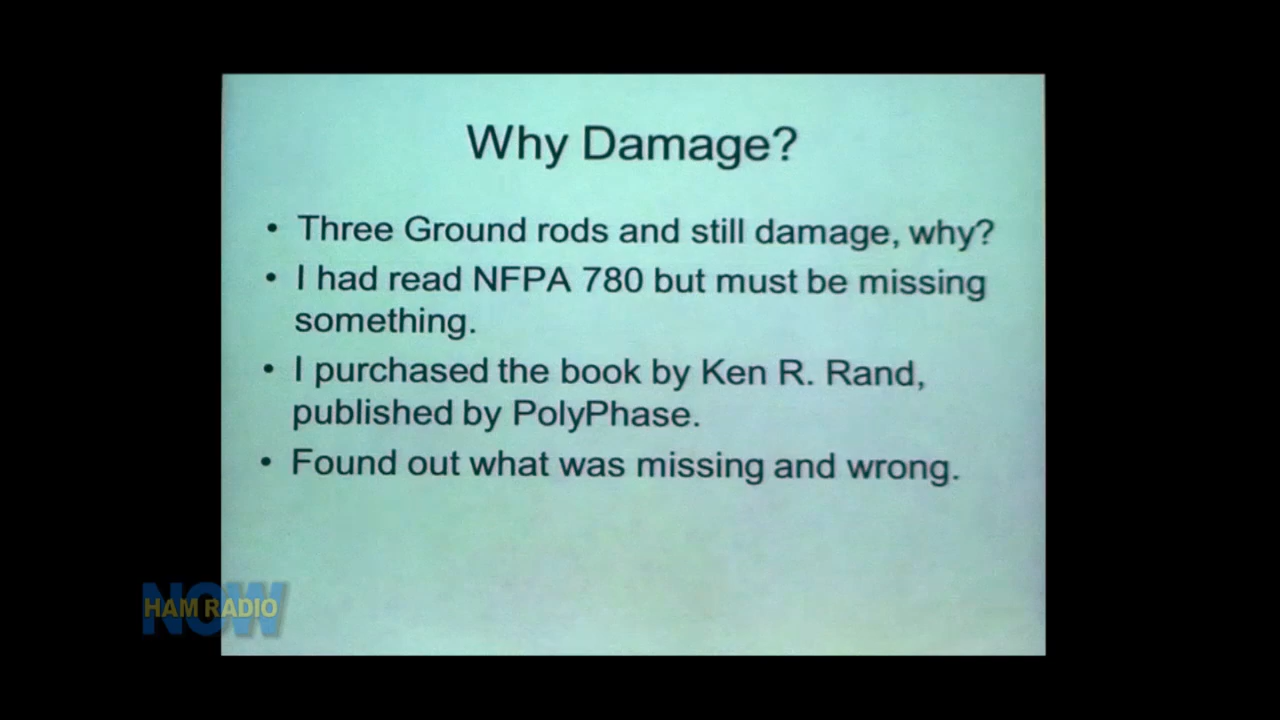 Why Damage?
• Three Ground rods and still damage, why?
• I had read NFPA 780 but must be missing
something.
• I purchased the book by Ken R. Rand,
published by PolyPhase.
• Found out what was missing and wrong.
NOW
HAM RADIO